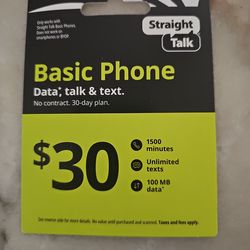 Only works with
Straight Talk Basic Phones.
Does not work on
smartphones or BYOP.
Straight
Talk
Basic Phone
Data*, talk & text.
No contract. 30-day plan.
$30
1500
minutes
Unlimited
texts
100 MB
data*
See reverse side for more details. No value until purchased and scanned. Taxes and fees apply.